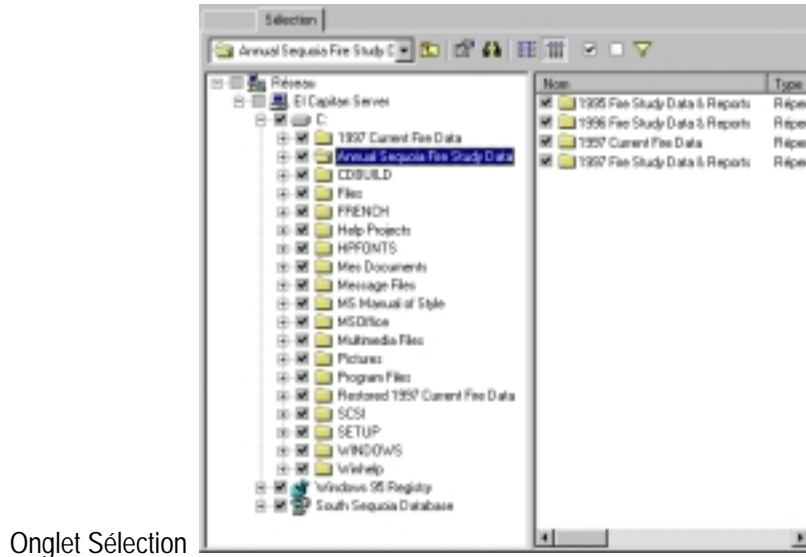 Sélection
Annual Sequoia Fire Study D
Réseau
El Capitan Server
C:
1997 Current Fire Data
Annual Sequoia Fire Study Data
CDBUILD
Files
FRENCH
Help Projects
HPFONTS
Mes Documents
Message Files
MS Manual of Style
MSOffice
Multimedia Files
Pictures
Program Files
Restored 1997 Current Fire Data
SCSI
SETUP
WINDOWS
Winhelp
Windows 95 Registry
South Sequoia Database
Nom Type
1995 Fire Study Data & Reports Réper
1996 Fire Study Data & Reports Réper
1997 Current Fire Data Réper
1997 Fire Study Data & Reports Réper
Onglet Sélection